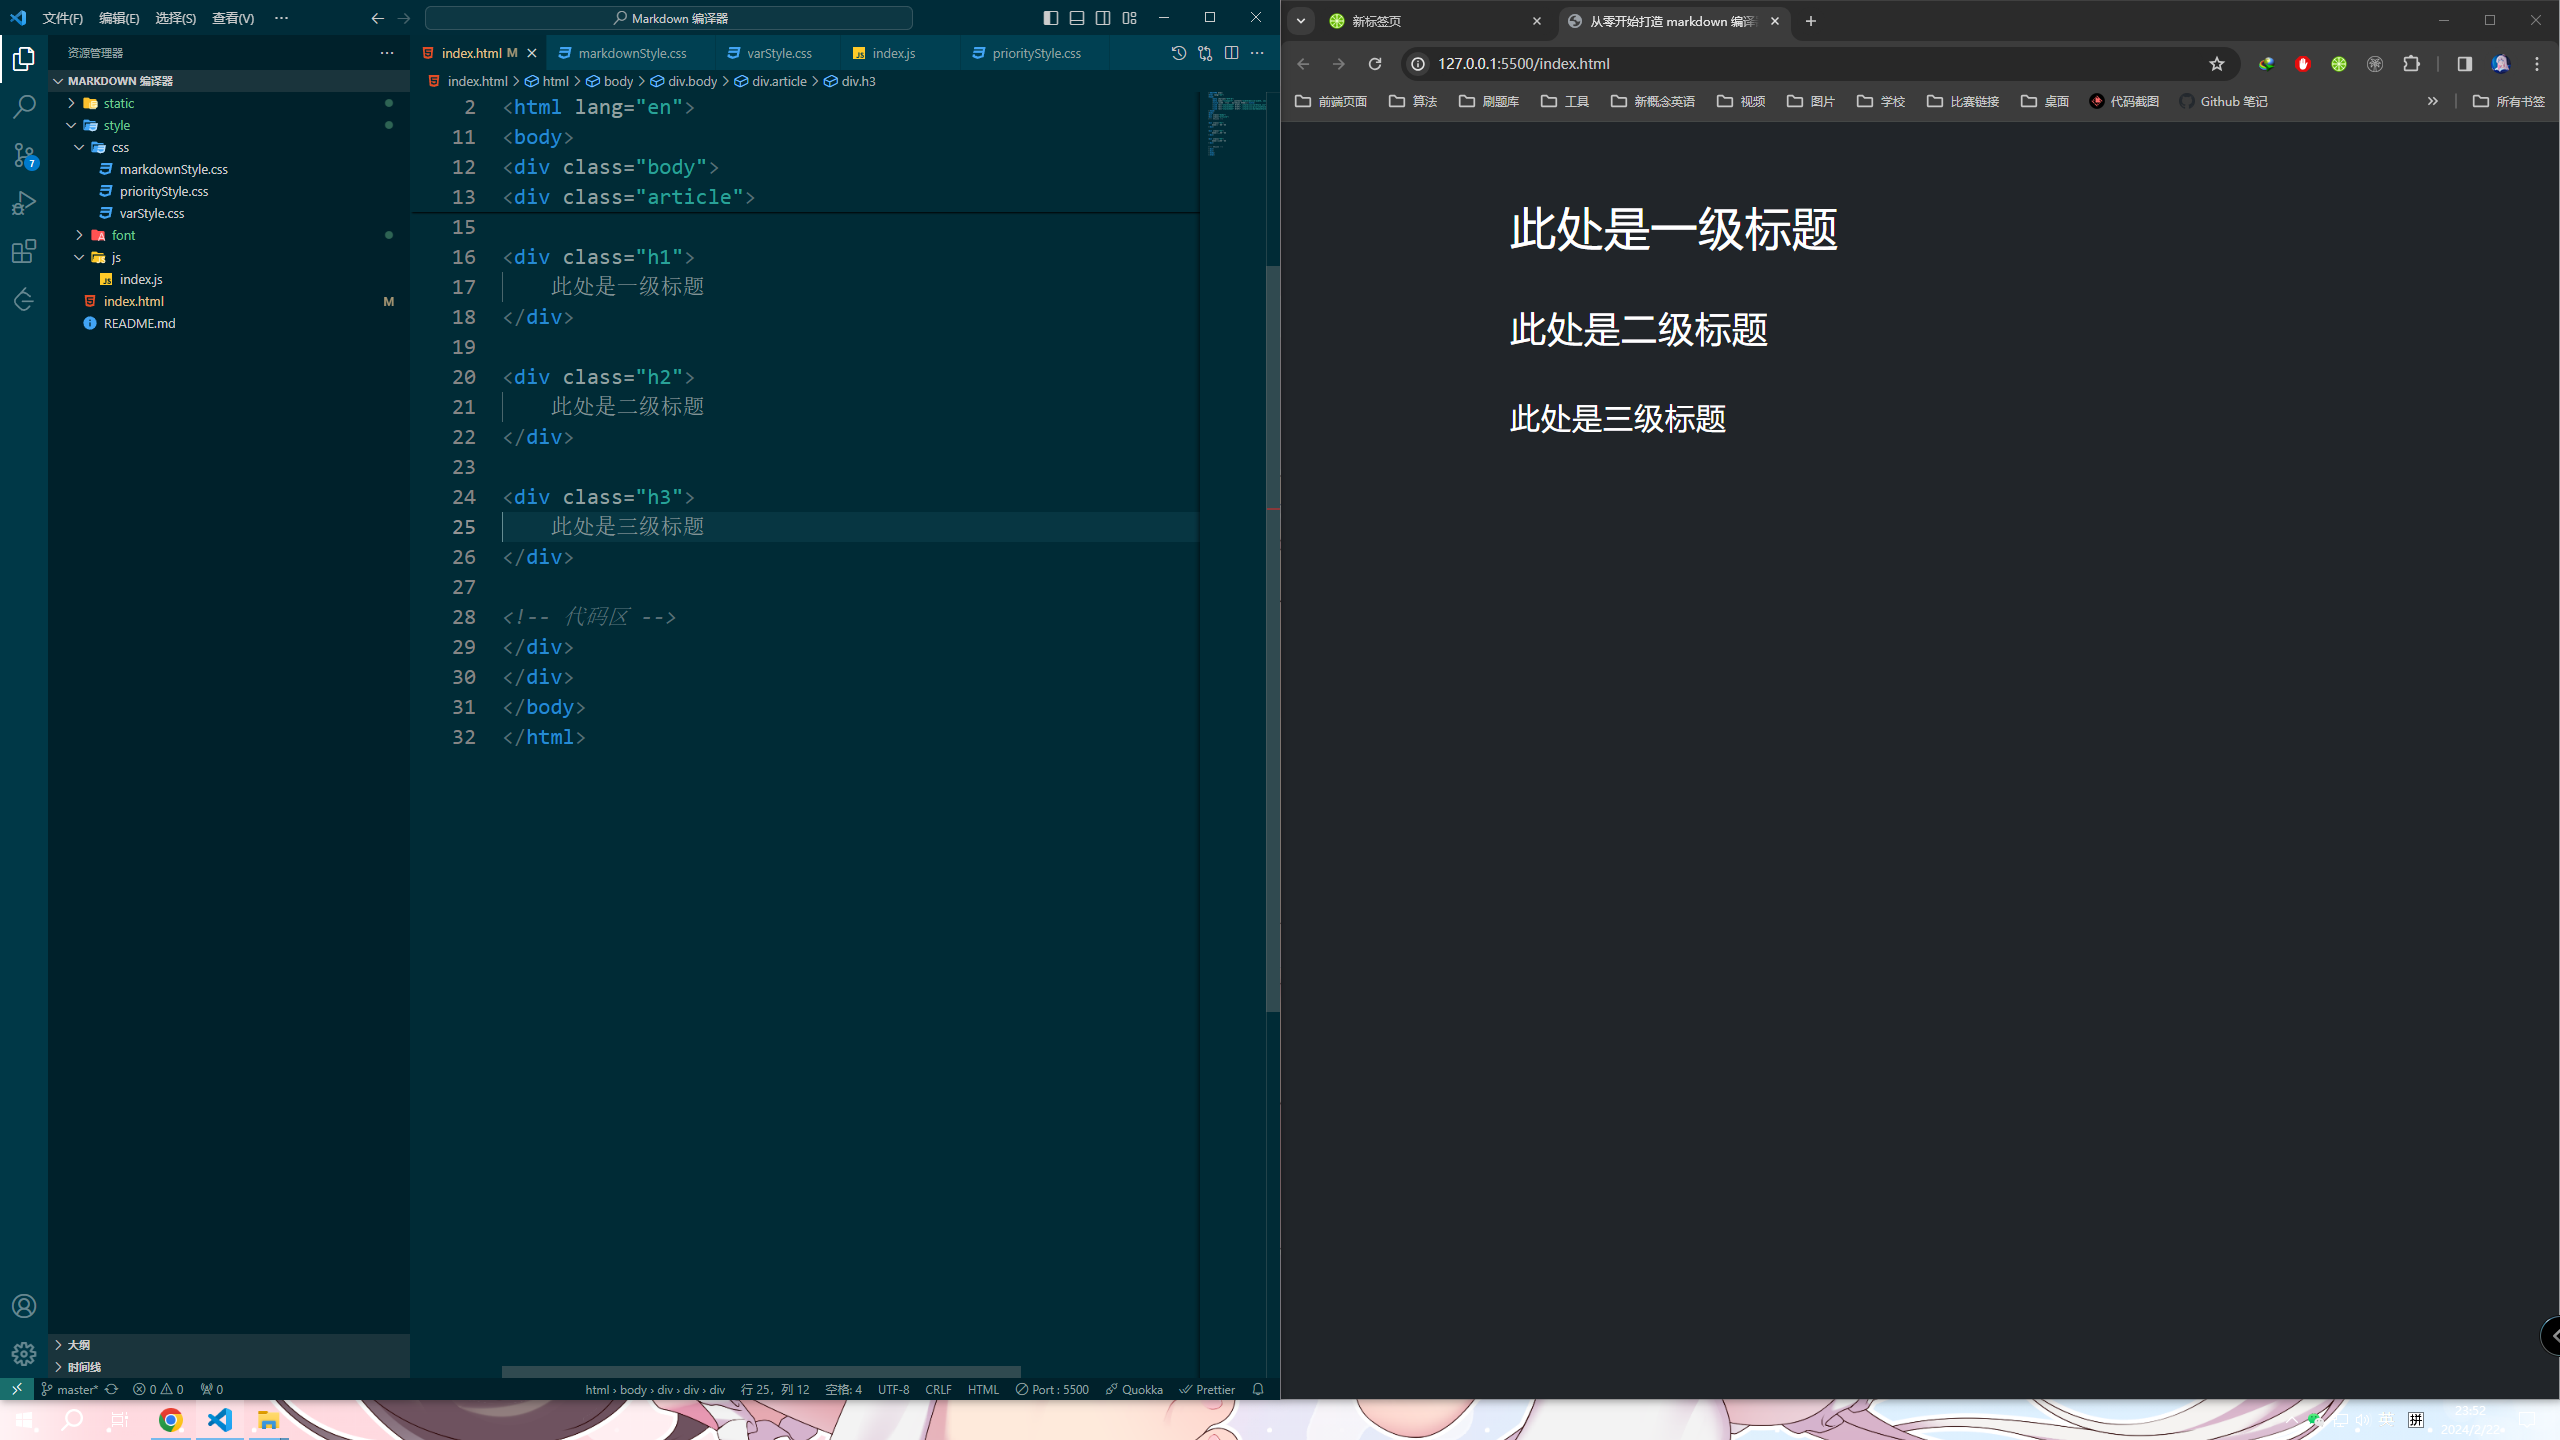 文件(F) 编辑(E) 选择(S) 查看(V) ··· Markdown 编译器
资源管理器
MARKDOWN 编译器
static
style
css
markdownStyle.css
priorityStyle.css
varStyle.css
font
js
index.js
index.html M
README.md
大纲
时间线
7
index.html M markdownStyle.css varStyle.css index.js priorityStyle.css
index.html > html > body > div.body > div.article > div.h3
2 <html lang="en">
11 <body>
12 <div class="body">
13 <div class="article">
15
16 <div class="h1">
17 此处是一级标题
18 </div>
19
20 <div class="h2">
21 此处是二级标题
22 </div>
23
24 <div class="h3">
25 此处是三级标题
26 </div>
27
28 <!-- 代码区 -->
29 </div>
30 </div>
31 </body>
32 </html>
master* 0 0 0 html › body › div › div › div 行 25，列 12 空格: 4 UTF-8 CRLF HTML Port : 5500 Quokka Prettier
新标签页 从零开始打造 markdown 编译
127.0.0.1:5500/index.html
前端页面 算法 刷题库 工具 新概念英语 视频 图片 学校 比赛链接 桌面 代码截图 Github 笔记 » 所有书签
此处是一级标题
此处是二级标题
此处是三级标题
英 拼 23:52
2024/2/22